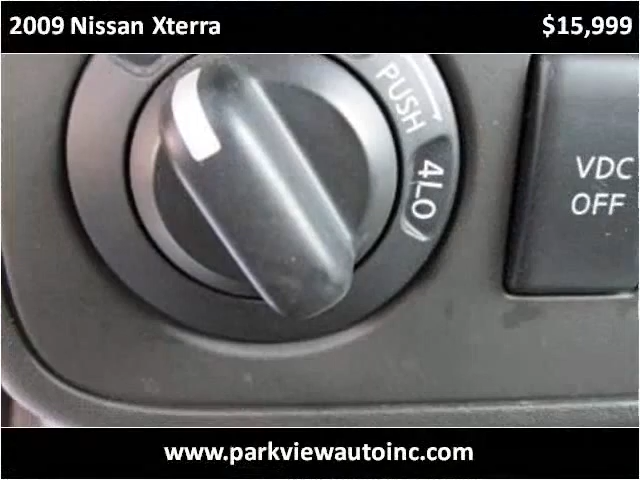 2009 Nissan Xterra
$15,999
PUSH
4LO
VDC
OFF
www.parkviewautoinc.com